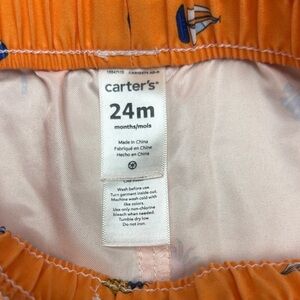 carter's
24m
months/mois
Made in China
Fabriqué en Chine
Hecho en China
Wash before use.
Turn garment inside out.
Machine wash cold with
like colors.
Use only non-chlorine
bleach when needed.
Tumble dry low.
Do not iron.